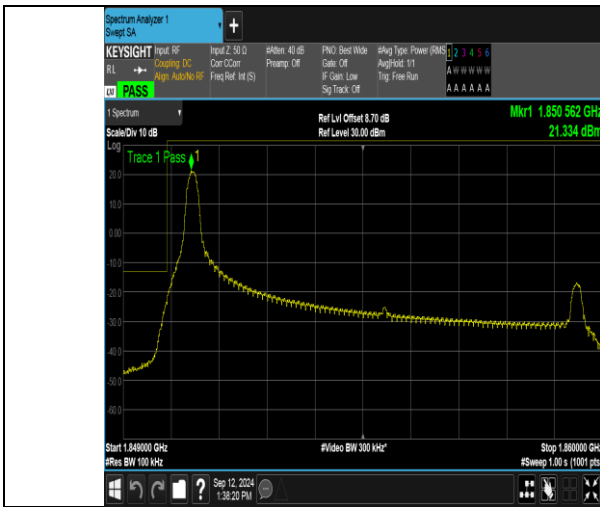 Spectrum Analyzer 1
Swept SA
+
KEYSIGHT Input: RF Input Z: 50 Ω #Atten: 40 dB PNO: Best Wide #Avg Type: Power (RMS 1 2 3 4 5 6
RL Coupling: DC Corr CCorr Preamp: Off Gate: Off Avg|Hold: 1/1 A W W W W W
Align: Auto/No RF Freq Ref: Int (S) IF Gain: Low Trig: Free Run
LXI PASS Sig Track: Off A A A A A A
1 Spectrum Ref Lvl Offset 8.70 dB Mkr1 1.850 562 GHz
Scale/Div 10 dB Ref Level 30.00 dBm 21.334 dBm
Log
Trace 1 Pass 1
20.0
10.0
0.00
-10.0
-20.0
-30.0
-40.0
-50.0
-60.0
Start 1.849000 GHz #Video BW 300 kHz* Stop 1.860000 GHz
#Res BW 100 kHz #Sweep 1.00 s (1001 pts
? Sep 12, 2024
1:38:20 PM